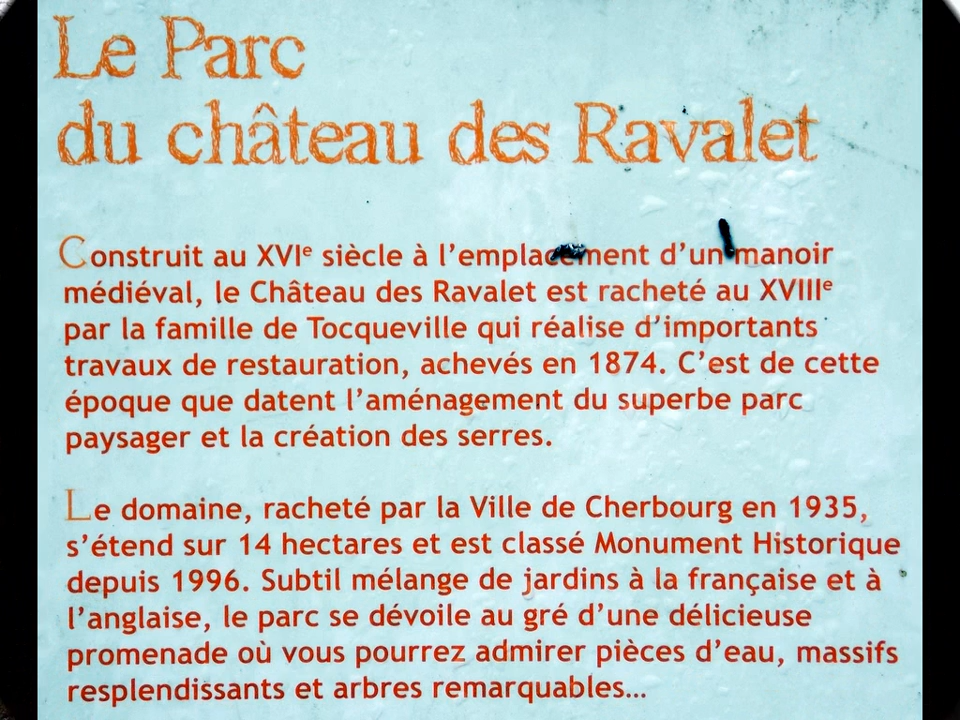 Le Parc
du château des Ravalet
Construit au XVIe siècle à l'emplacement d'un manoir
médiéval, le Château des Ravalet est racheté au XVIIIe
par la famille de Tocqueville qui réalise d'importants
travaux de restauration, achevés en 1874. C'est de cette
époque que datent l'aménagement du superbe parc
paysager et la création des serres.
Le domaine, racheté par la Ville de Cherbourg en 1935,
s'étend sur 14 hectares et est classé Monument Historique
depuis 1996. Subtil mélange de jardins à la française et à
l'anglaise, le parc se dévoile au gré d'une délicieuse
promenade où vous pourrez admirer pièces d'eau, massifs
resplendissants et arbres remarquables...